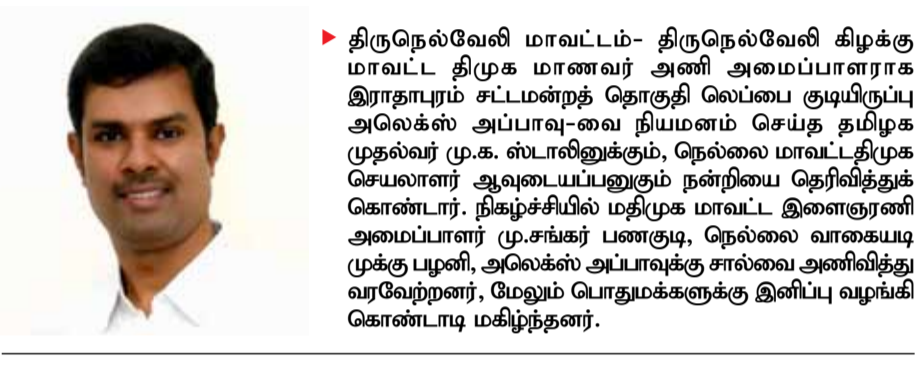 திருநெல்வேலி மாவட்டம்- திருநெல்வேலி கிழக்கு
மாவட்ட திமுக மாணவர் அணி அமைப்பாளராக
இராதாபுரம் சட்டமன்றத் தொகுதி லெப்பை குடியிருப்பு
அலெக்ஸ் அப்பாவு-வை நியமனம் செய்த தமிழக
முதல்வர் மு.க. ஸ்டாலினுக்கும், நெல்லை மாவட்டதிமுக
செயலாளர் ஆவுடையப்பனுகும் நன்றியை தெரிவித்துக்
கொண்டார். நிகழ்ச்சியில் மதிமுக மாவட்ட இளைஞரணி
அமைப்பாளர் மு.சங்கர் பணகுடி, நெல்லை வாகையடி
முக்கு பழனி, அலெக்ஸ் அப்பாவுக்கு சால்வை அணிவித்து
வரவேற்றனர், மேலும் பொதுமக்களுக்கு இனிப்பு வழங்கி
கொண்டாடி மகிழ்ந்தனர்.